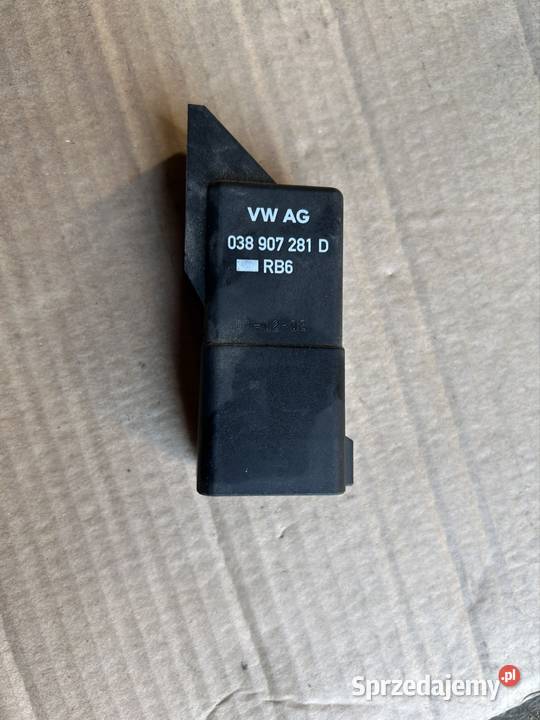 VW AG
038 907 281 D
RB6
Sprzedajemy.pl